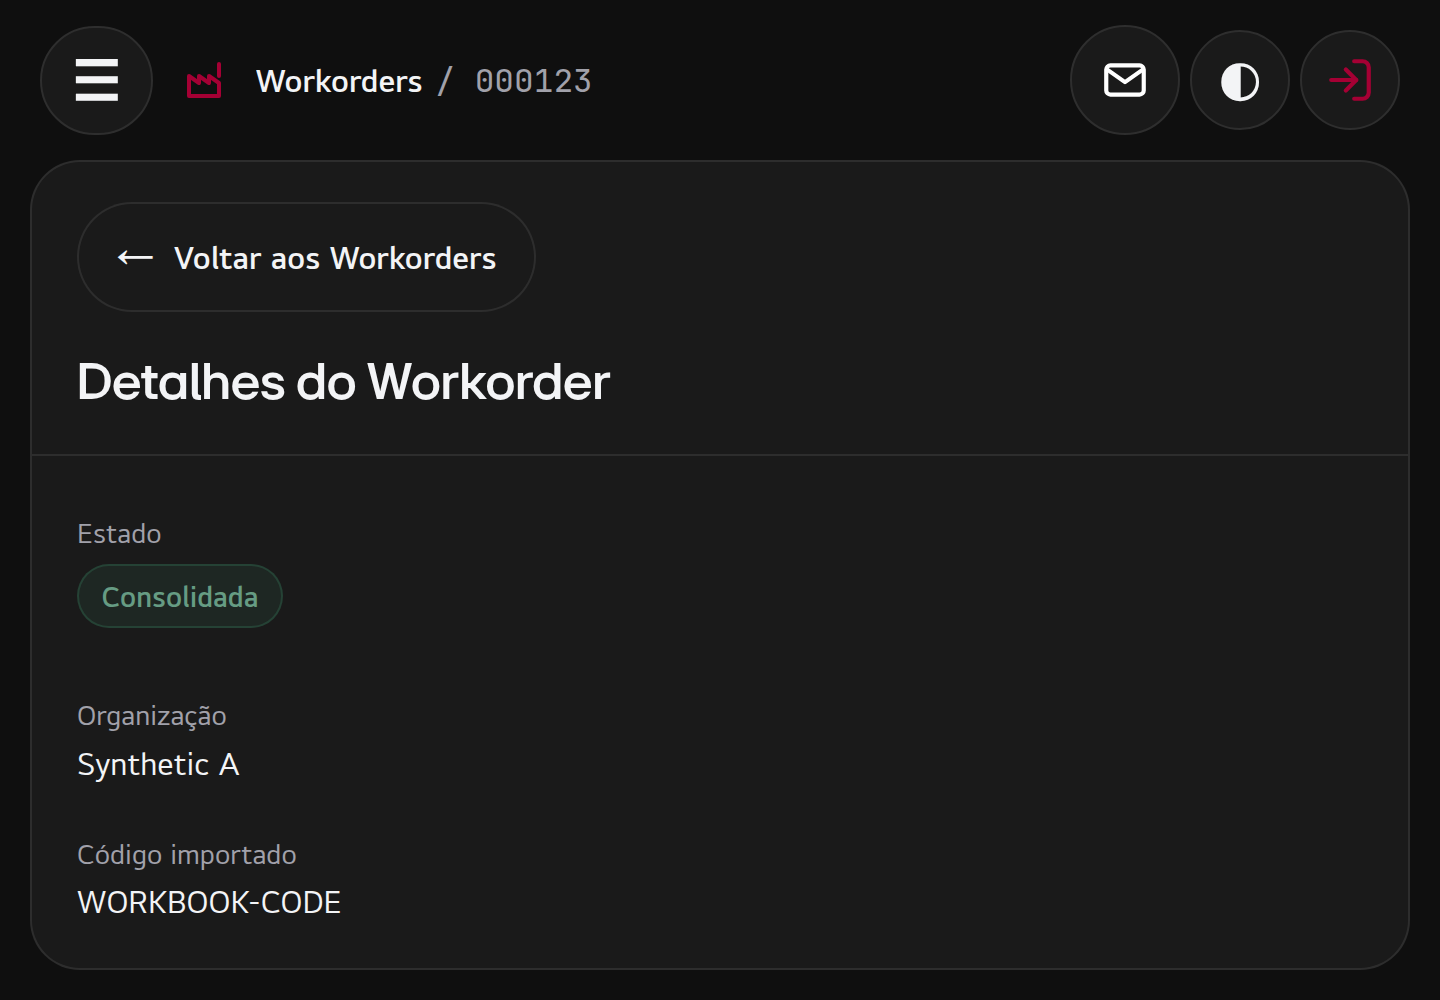 Workorders / 000123
← Voltar aos Workorders
Detalhes do Workorder
Estado
Consolidada
Organização
Synthetic A
Código importado
WORKBOOK-CODE